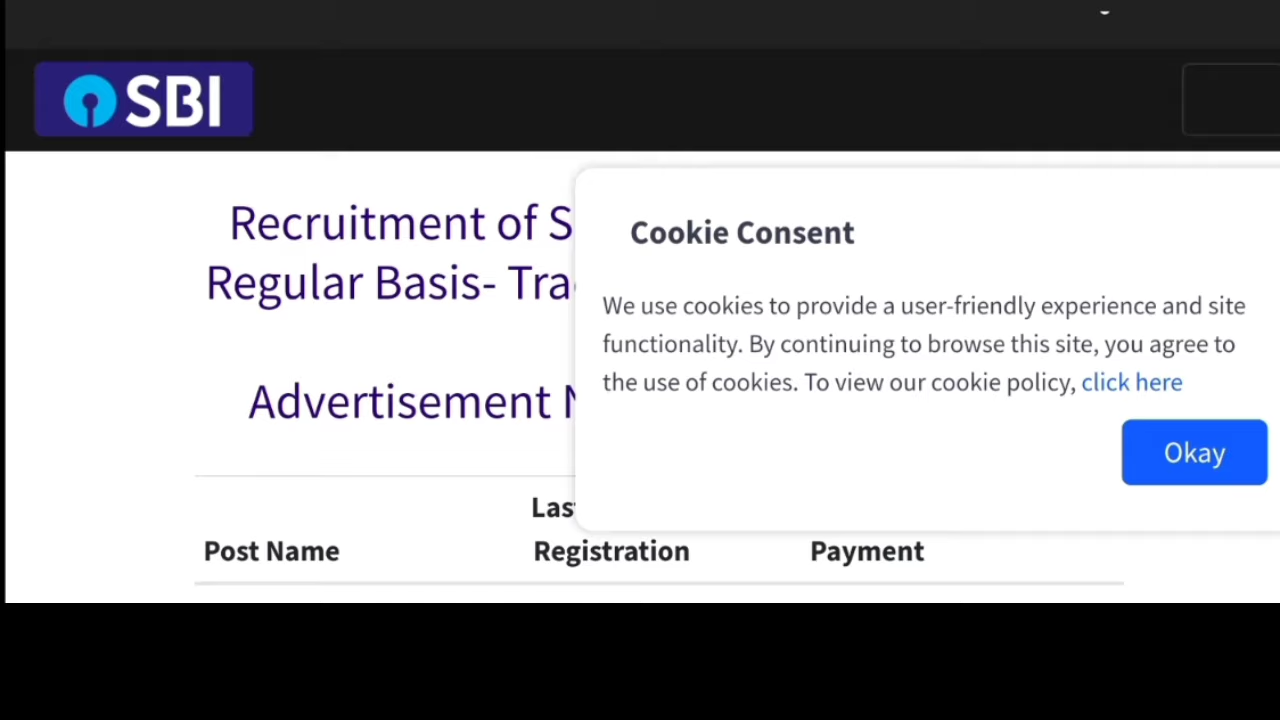 SBI
Recruitment of S
Regular Basis- Tra
Advertisement
Cookie Consent
We use cookies to provide a user-friendly experience and site
functionality. By continuing to browse this site, you agree to
the use of cookies. To view our cookie policy, click here
Okay
Las
Post Name Registration Payment